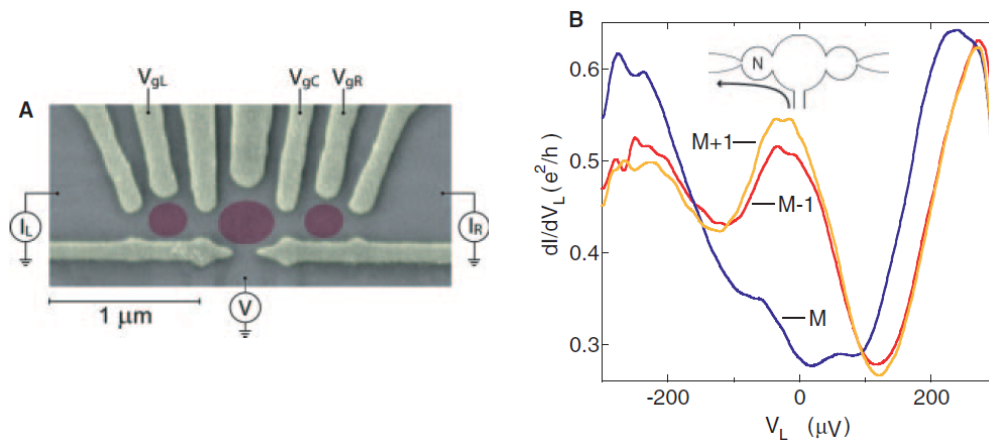 A
V_gL
V_gC
V_gR
I_L
I_R
V
1 μm
B
dI/dV_L (e²/h)
0.6
0.5
0.4
0.3
N
M+1
M-1
M
-200
0
200
V_L (μV)